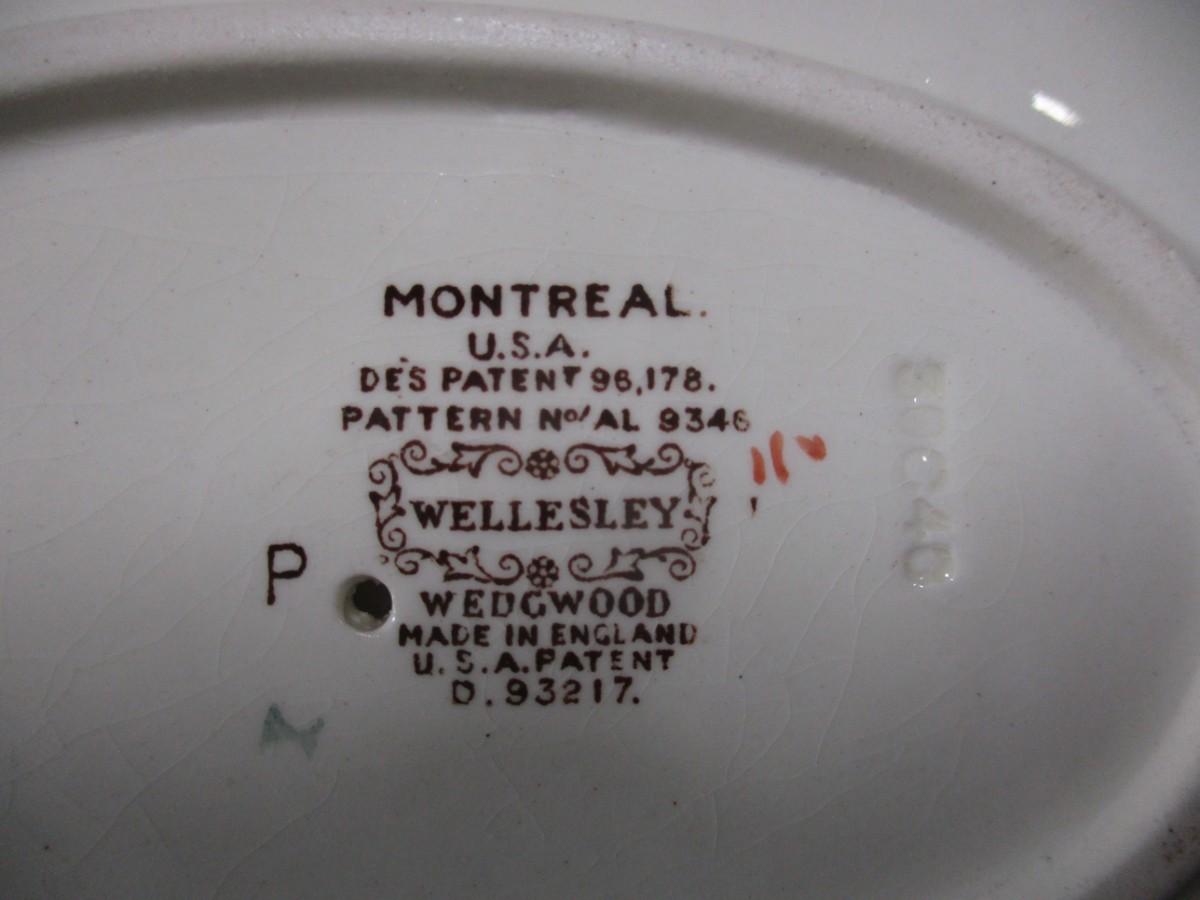 MONTREAL.
U.S.A.
DES PATENT 96,178.
PATTERN No/ AL 9346
WELLESLEY
P
WEDGWOOD
MADE IN ENGLAND
U.S.A. PATENT
D. 93217.